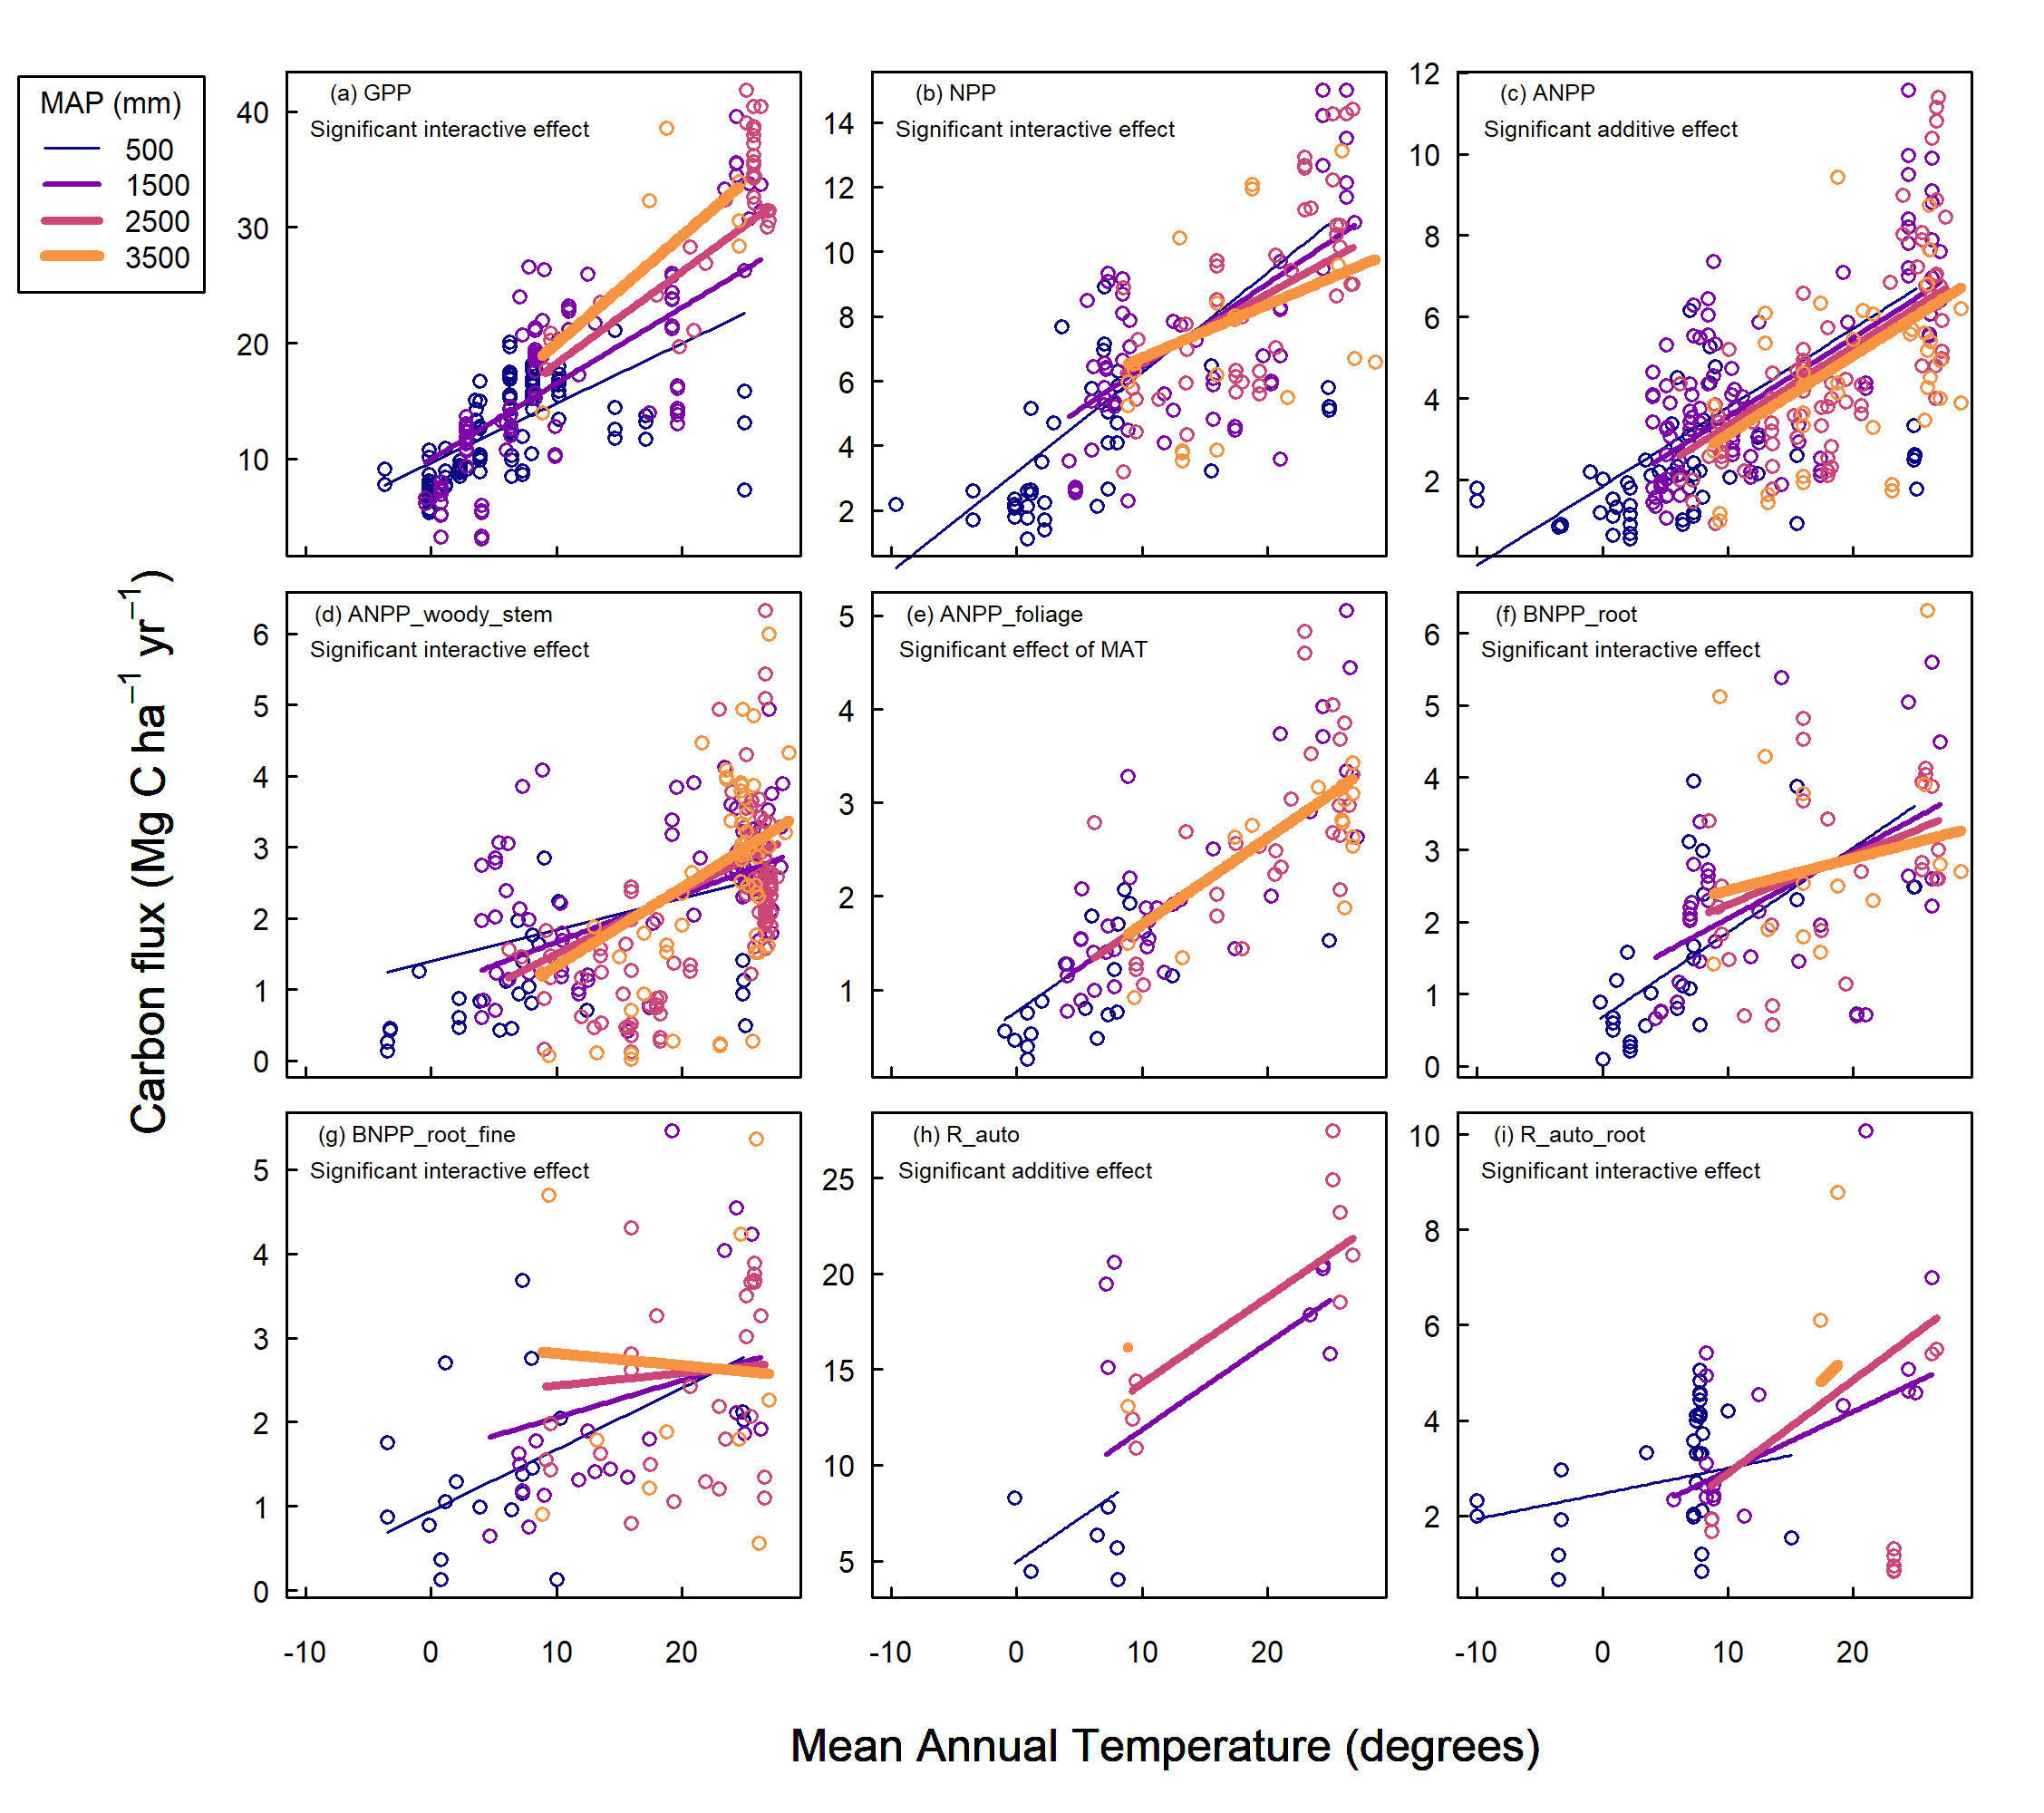 MAP (mm)
500
1500
2500
3500
(a) GPP
Significant interactive effect
40
30
20
10
(b) NPP
Significant interactive effect
14
12
10
8
6
4
2
(c) ANPP
Significant additive effect
12
10
8
6
4
2
(d) ANPP_woody_stem
Significant interactive effect
6
5
4
3
2
1
0
(e) ANPP_foliage
Significant effect of MAT
5
4
3
2
1
(f) BNPP_root
Significant interactive effect
6
5
4
3
2
1
0
(g) BNPP_root_fine
Significant interactive effect
5
4
3
2
1
0
-10 0 10 20
(h) R_auto
Significant additive effect
25
20
15
10
5
-10 0 10 20
(i) R_auto_root
Significant interactive effect
10
8
6
4
2
-10 0 10 20
Carbon flux (Mg C ha⁻¹ yr⁻¹)
Mean Annual Temperature (degrees)